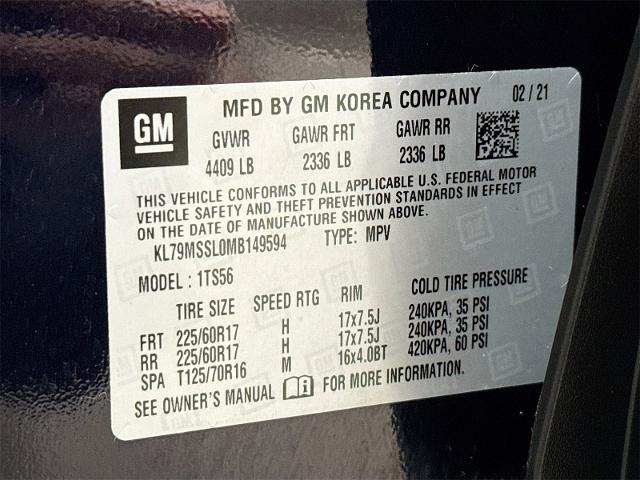 GM
MFD BY GM KOREA COMPANY 02 / 21
GVWR GAWR FRT GAWR RR
4409 LB 2336 LB 2336 LB
THIS VEHICLE CONFORMS TO ALL APPLICABLE U.S. FEDERAL MOTOR
VEHICLE SAFETY AND THEFT PREVENTION STANDARDS IN EFFECT
ON THE DATE OF MANUFACTURE SHOWN ABOVE.
KL79MSSL0MB149594 TYPE: MPV
MODEL : 1TS56
TIRE SIZE SPEED RTG RIM COLD TIRE PRESSURE
FRT 225/60R17 H 17x7.5J 240KPA, 35 PSI
RR 225/60R17 H 17x7.5J 240KPA, 35 PSI
SPA T125/70R16 M 16x4.0BT 420KPA, 60 PSI
SEE OWNER'S MANUAL FOR MORE INFORMATION.